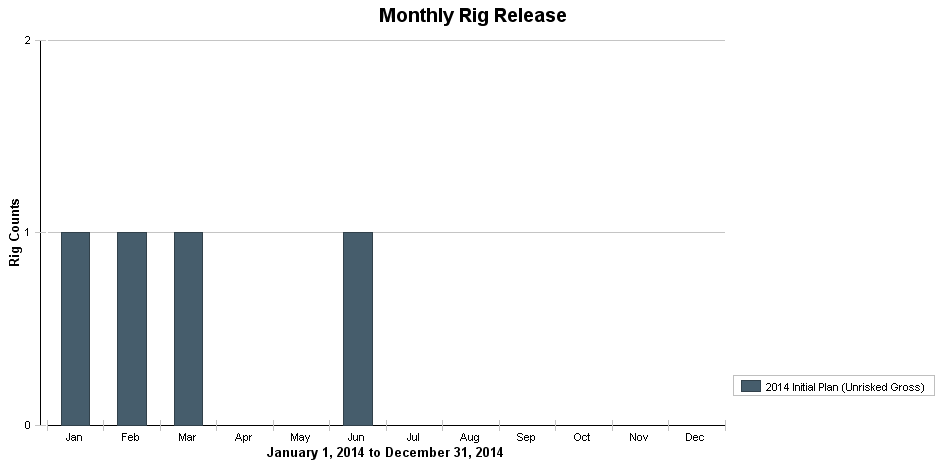 Monthly Rig Release
2
1
0
Rig Counts
Jan Feb Mar Apr May Jun Jul Aug Sep Oct Nov Dec
January 1, 2014 to December 31, 2014
2014 Initial Plan (Unrisked Gross)